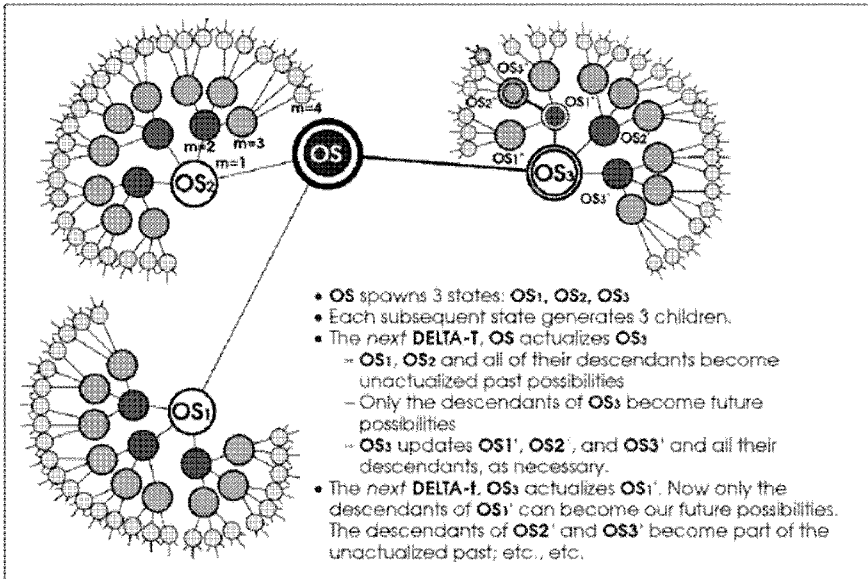 m=4
OS
OS3
OS2'
OS1'
m=2
m=3
m=1
OS2
OS1"
OS2'
OS3
OS3'
OS1
• OS spawns 3 states: OS1, OS2, OS3
• Each subsequent state generates 3 children.
• The next DELTA-T, OS actualizes OS3
– OS1, OS2 and all of their descendants become
unactualized past possibilities
– Only the descendants of OS3 become future
possibilities
– OS3 updates OS1', OS2', and OS3' and all their
descendants, as necessary.
• The next DELTA-t, OS3 actualizes OS1'. Now only the
descendants of OS1' can become our future possibilities.
The descendants of OS2' and OS3' become part of the
unactualized past; etc., etc.